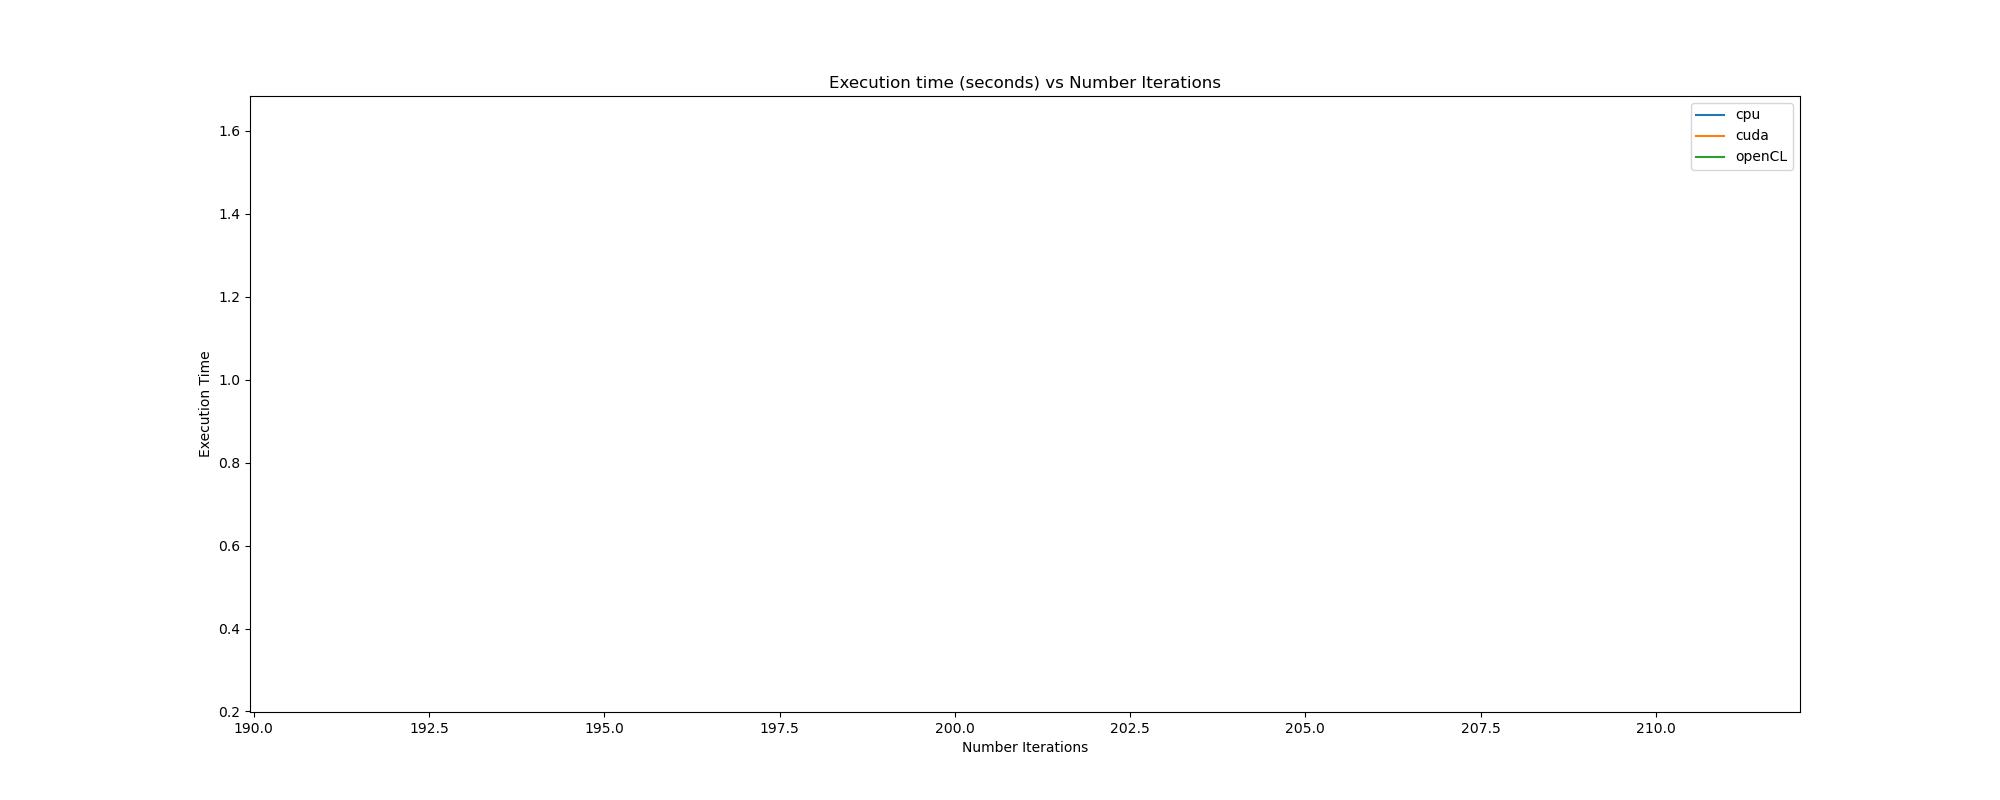 Execution time (seconds) vs Number Iterations
cpu
cuda
openCL
1.6
1.4
1.2
1.0
0.8
0.6
0.4
0.2
Execution Time
190.0 192.5 195.0 197.5 200.0 202.5 205.0 207.5 210.0
Number Iterations